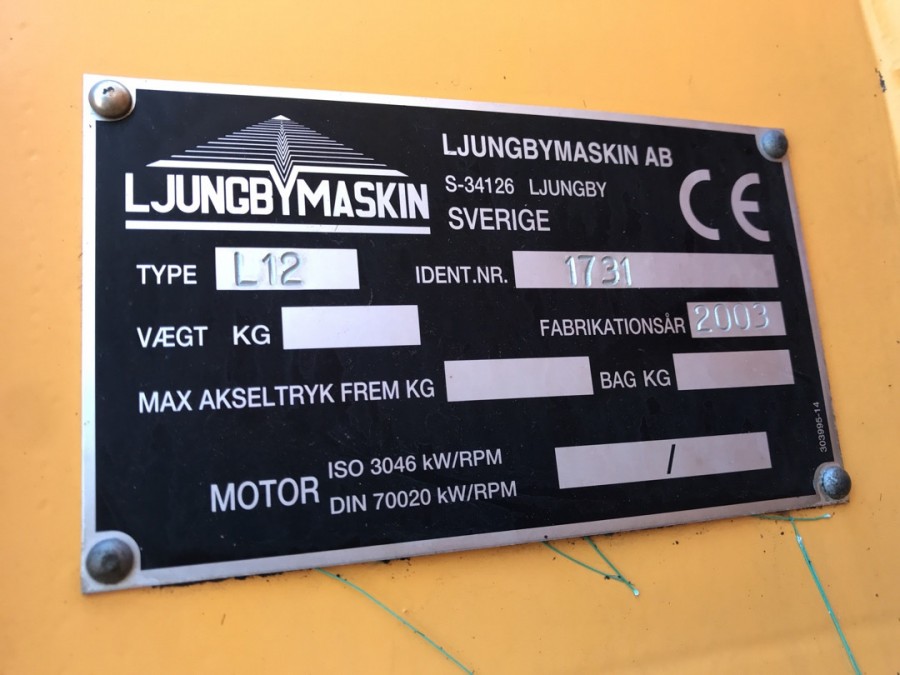 LJUNGBYMASKIN
LJUNGBYMASKIN AB
S-34126 LJUNGBY
SVERIGE
CE
TYPE L12 IDENT.NR. 1731
VÆGT KG FABRIKATIONSÅR 2003
MAX AKSELTRYK FREM KG BAG KG
MOTOR ISO 3046 kW/RPM /
DIN 70020 kW/RPM
303995-14